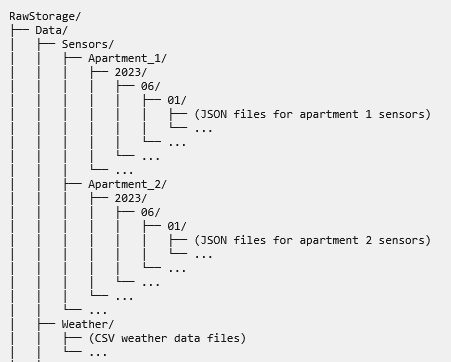 RawStorage/
├── Data/
│   ├── Sensors/
│   │   ├── Apartment_1/
│   │   │   ├── 2023/
│   │   │   │   ├── 06/
│   │   │   │   │   ├── 01/
│   │   │   │   │   │   ├── (JSON files for apartment 1 sensors)
│   │   │   │   │   │   └── ...
│   │   │   │   │   └── ...
│   │   │   │   └── ...
│   │   │   └── ...
│   │   ├── Apartment_2/
│   │   │   ├── 2023/
│   │   │   │   ├── 06/
│   │   │   │   │   ├── 01/
│   │   │   │   │   │   ├── (JSON files for apartment 2 sensors)
│   │   │   │   │   │   └── ...
│   │   │   │   │   └── ...
│   │   │   │   └── ...
│   │   │   └── ...
│   │   └── ...
│   ├── Weather/
│   │   ├── (CSV weather data files)
│   │   └── ...